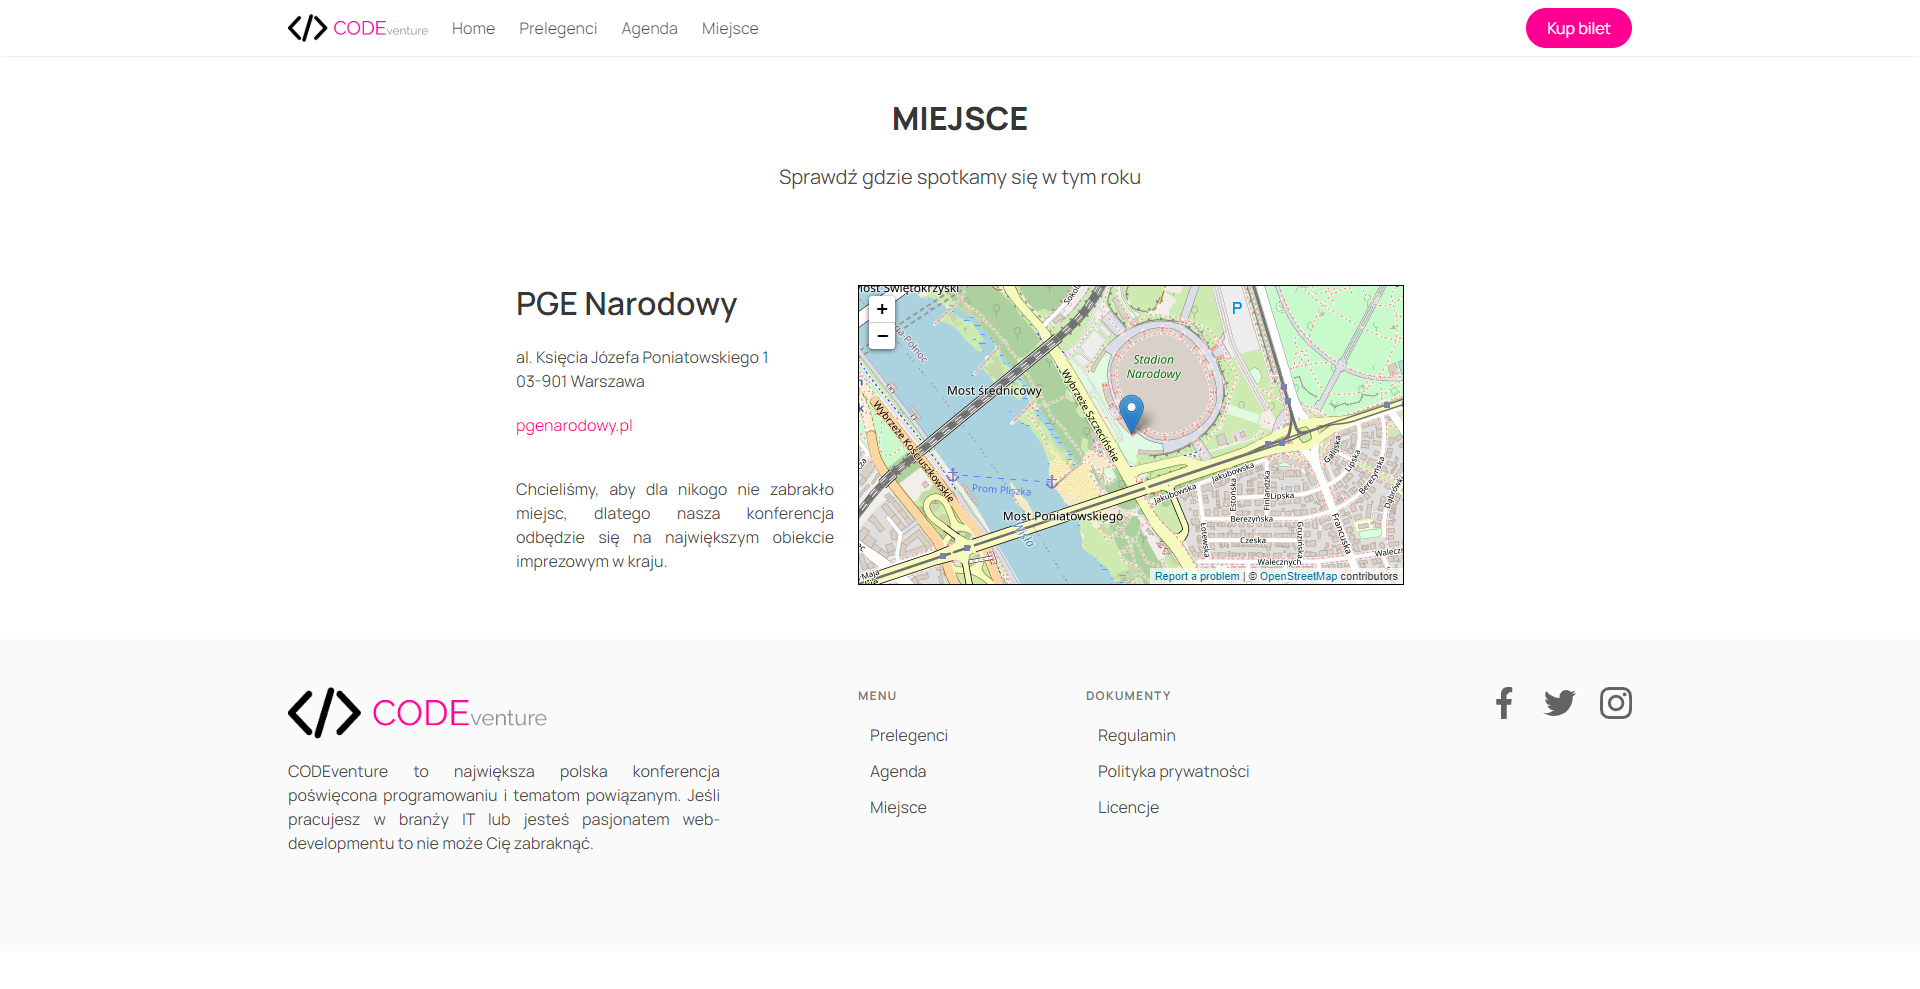 CODEventure
Home
Prelegenci
Agenda
Miejsce
Kup bilet
MIEJSCE
Sprawdź gdzie spotkamy się w tym roku
PGE Narodowy
al. Księcia Józefa Poniatowskiego 1
03-901 Warszawa
pgenarodowy.pl
Chcieliśmy, aby dla nikogo nie zabrakło
miejsc, dlatego nasza konferencja
odbędzie się na największym obiekcie
imprezowym w kraju.
+
−
P
Stadion
Narodowy
Most średnicowy
Wybrzeże Szczecińskie
Wybrzeże Kościuszkowskie
Prom Pliszka
Most Poniatowskiego
Wisła
Jakubowska
Jakubowska
Galijska
Lipska
Berezyńska
Estońska
Finlandzka
Lipska
Berezyńska
Czeska
Walecznych
Łotewska
Gruzińska
Francuska
Report a problem | © OpenStreetMap contributors
CODEventure
CODEventure to największa polska konferencja
poświęcona programowaniu i tematom powiązanym. Jeśli
pracujesz w branży IT lub jesteś pasjonatem web-
developmentu to nie może Cię zabraknąć.
MENU
Prelegenci
Agenda
Miejsce
DOKUMENTY
Regulamin
Polityka prywatności
Licencje